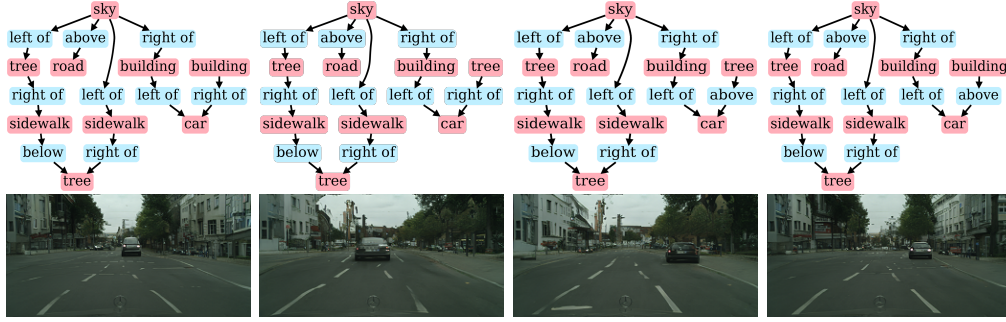 sky sky sky sky
left of above right of left of above right of left of above right of left of above right of
tree road building building tree road building tree tree road building tree tree road building building
right of left of left of right of right of left of left of right of right of left of left of above right of left of left of above
sidewalk sidewalk car sidewalk sidewalk car sidewalk sidewalk car sidewalk sidewalk car
below right of below right of below right of below right of
tree tree tree tree